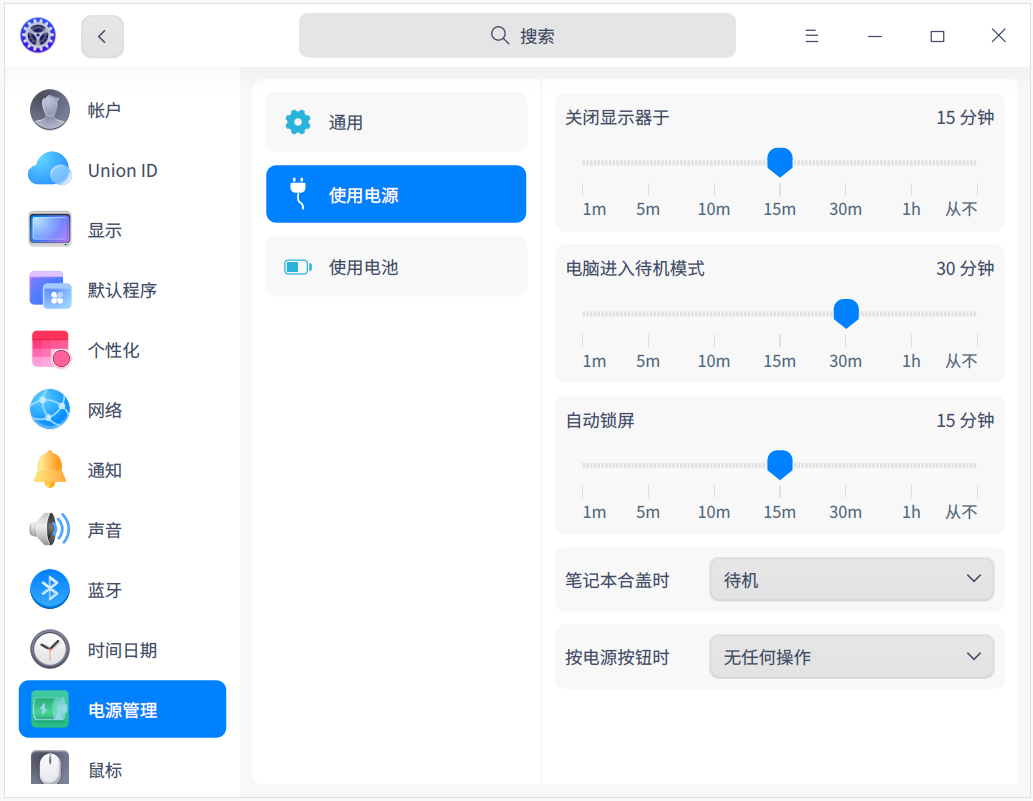 搜索
帐户
Union ID
显示
默认程序
个性化
网络
通知
声音
蓝牙
时间日期
电源管理
鼠标
通用
使用电源
使用电池
关闭显示器于 15 分钟
1m 5m 10m 15m 30m 1h 从不
电脑进入待机模式 30 分钟
1m 5m 10m 15m 30m 1h 从不
自动锁屏 15 分钟
1m 5m 10m 15m 30m 1h 从不
笔记本合盖时 待机
按电源按钮时 无任何操作